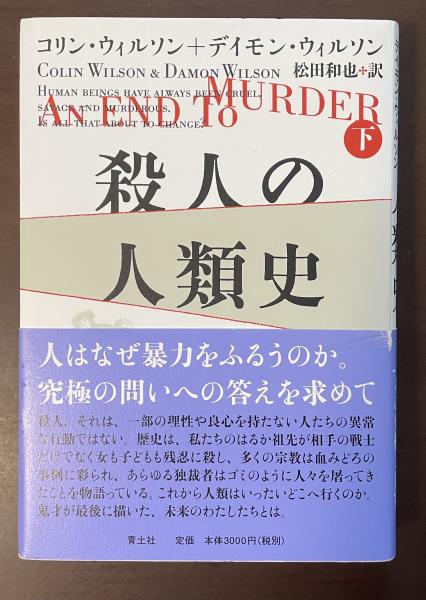 コリン・ウィルソン+デイモン・ウィルソン
COLIN WILSON & DAMON WILSON
松田和也✢訳
HUMAN BEINGS HAVE ALWAYS BEEN CRUEL,
SAVAGE AND MURDEROUS.
IS ALL THAT ABOUT TO CHANGE?
AN END TO MURDER
下
殺人の
人類史
人はなぜ暴力をふるうのか。
究極の問いへの答えを求めて
殺人、それは、一部の理性や良心を持たない人たちの異常
な行動ではない。歴史は、私たちのはるか祖先が相手の戦士
だけでなく女も子どもも残忍に殺し、多くの宗教は血みどろの
事例に彩られ、あらゆる独裁者はゴミのように人々を屠ってき
たことを物語っている。これから人類はいったいどこへ行くのか。
鬼才が最後に描いた、未来のわたしたちとは。
青土社 定価 本体3000円(税別)